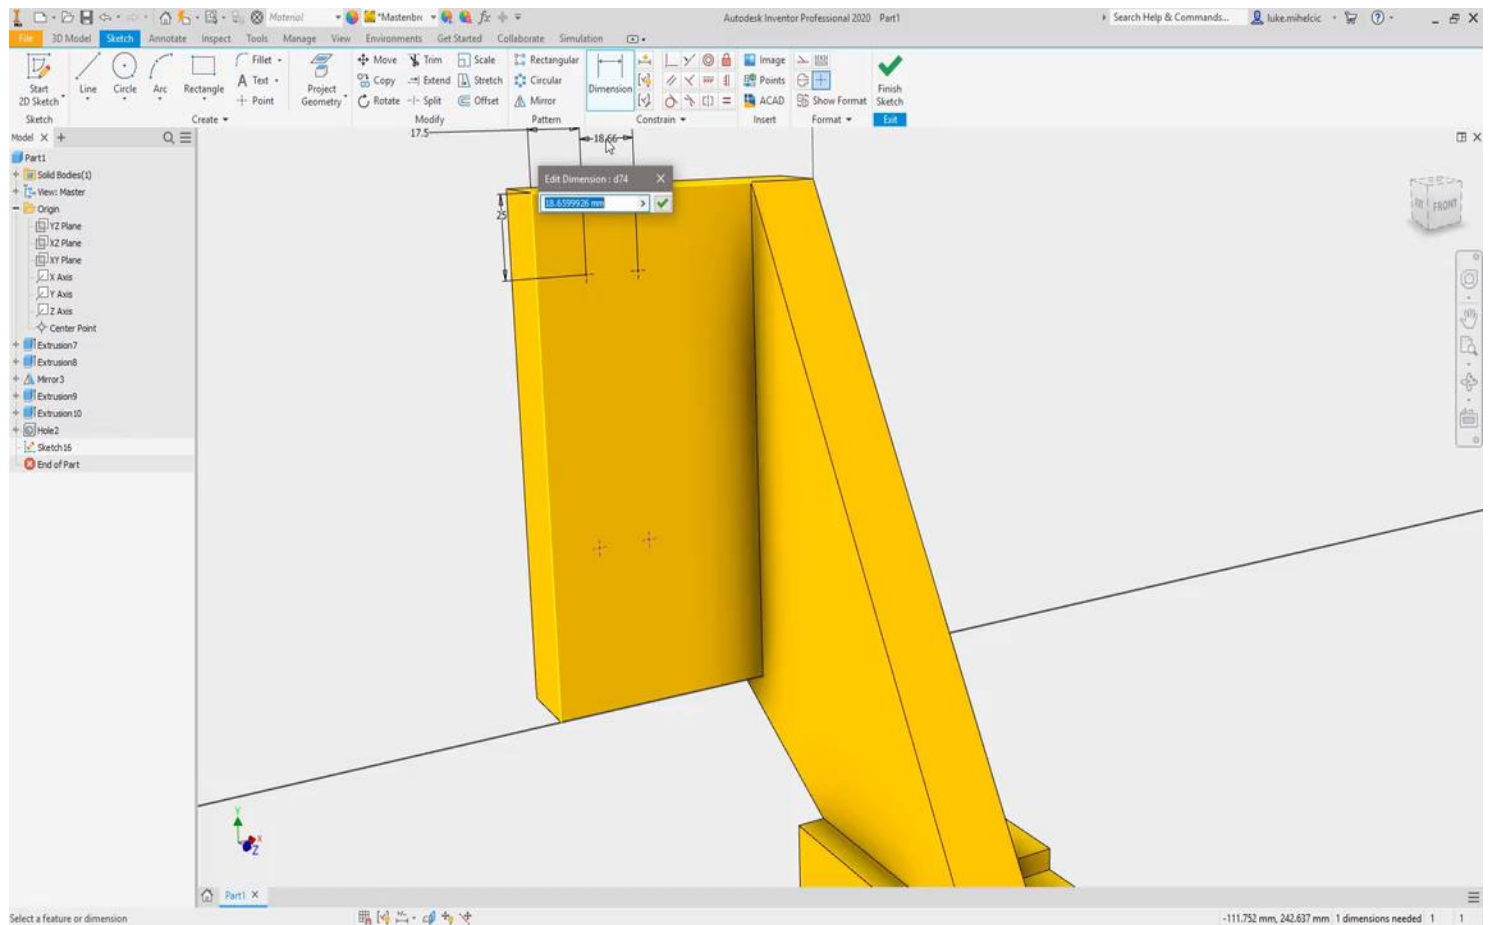 Material
*Mastenbn
fx
Autodesk Inventor Professional 2020 Part1
Search Help & Commands...
luke.mihelcic
File 3D Model Sketch Annotate Inspect Tools Manage View Environments Get Started Collaborate Simulation
Start 2D Sketch
Line
Circle
Arc
Rectangle
Fillet
Text
Point
Project Geometry
Move Trim Scale
Copy Extend Stretch
Rotate Split Offset
Rectangular
Circular
Mirror
Dimension
Image
Points
ACAD
Show Format
Finish Sketch
Sketch Create Modify Pattern Constrain Insert Format Exit
Model X +
Part1
Solid Bodies(1)
View: Master
Origin
YZ Plane
XZ Plane
XY Plane
X Axis
Y Axis
Z Axis
Center Point
Extrusion7
Extrusion8
Mirror3
Extrusion9
Extrusion10
Hole2
Sketch16
End of Part
17.5
18.66
Edit Dimension : d74
18.6599926 mm
25
FRONT
Y
X
Z
Part1
Select a feature or dimension
-111.752 mm, 242.637 mm 1 dimensions needed 1 1